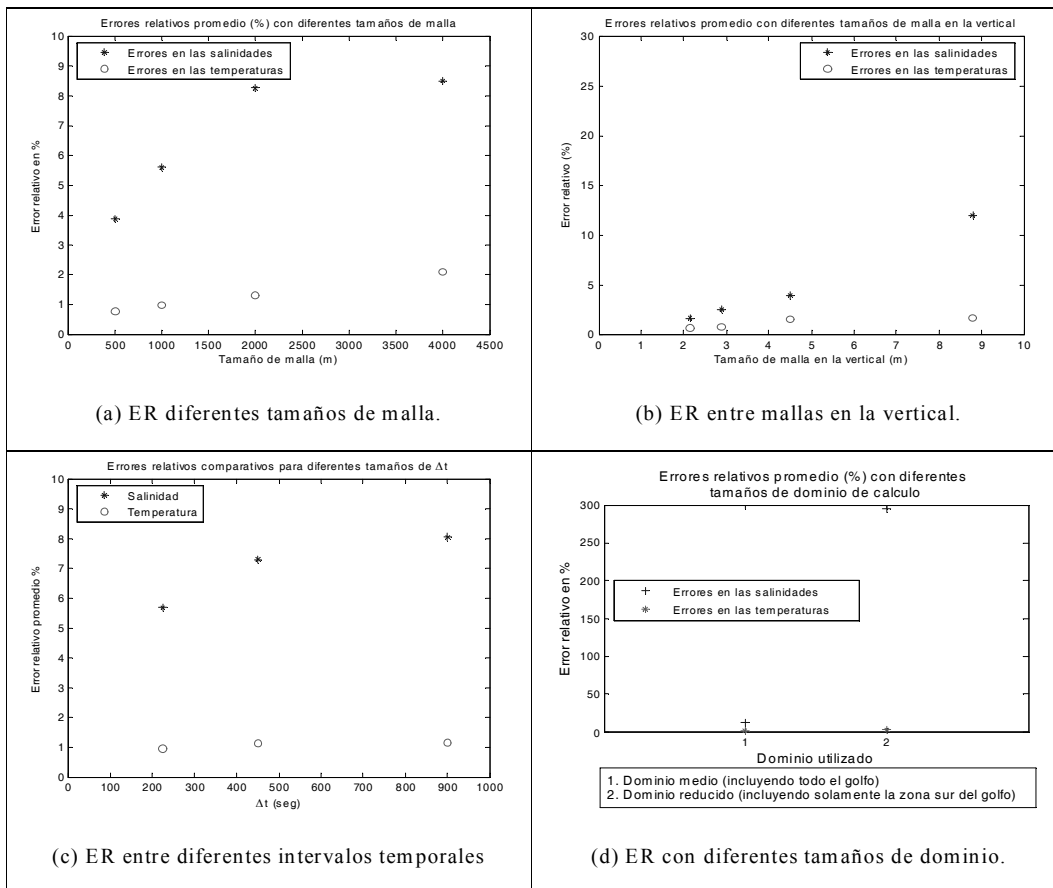 Errores relativos promedio (%) con diferentes tamaños de malla
10
9
8
7
6
5
4
3
2
1
0
Error relativo en %
Errores en las salinidades
Errores en las temperaturas
0 500 1000 1500 2000 2500 3000 3500 4000 4500
Tamaño de malla (m)
(a) ER diferentes tamaños de malla.
Errores relativos promedio con diferentes tamaños de malla en la vertical
30
25
20
15
10
5
0
Error relativo (%)
Errores en las salinidades
Errores en las temperaturas
0 1 2 3 4 5 6 7 8 9 10
Tamaño de malla en la vertical (m)
(b) ER entre mallas en la vertical.
Errores relativos comparativos para diferentes tamaños de Δt
10
9
8
7
6
5
4
3
2
1
0
Error relativo promedio %
Salinidad
Temperatura
0 100 200 300 400 500 600 700 800 900 1000
Δt (seg)
(c) ER entre diferentes intervalos temporales
Errores relativos promedio (%) con diferentes
tamaños de dominio de calculo
300
250
200
150
100
50
0
Error relativo en %
Errores en las salinidades
Errores en las temperaturas
1 2
Dominio utilizado
1. Dominio medio (incluyendo todo el golfo)
2. Dominio reducido (incluyendo solamente la zona sur del golfo)
(d) ER con diferentes tamaños de dominio.